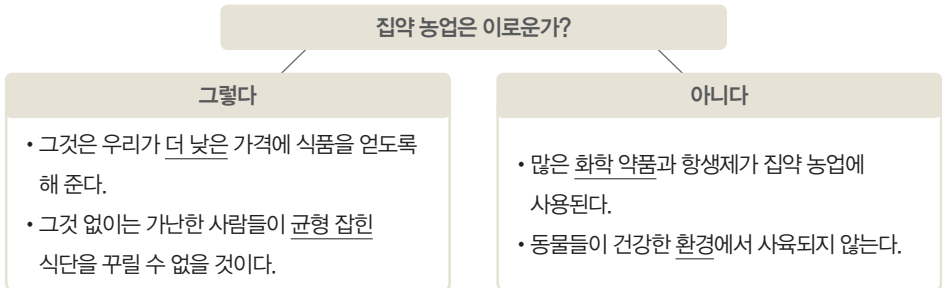 집약 농업은 이로운가?
그렇다
• 그것은 우리가 더 낮은 가격에 식품을 얻도록
해 준다.
• 그것 없이는 가난한 사람들이 균형 잡힌
식단을 꾸릴 수 없을 것이다.
아니다
• 많은 화학 약품과 항생제가 집약 농업에
사용된다.
• 동물들이 건강한 환경에서 사육되지 않는다.